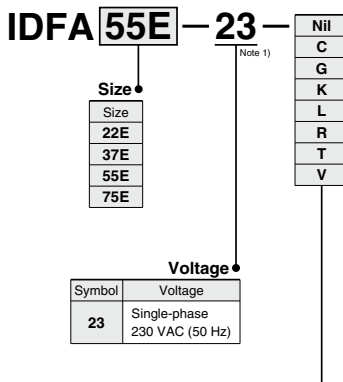 IDFA 55E — 23 —
Note 1)
Nil
C
G
K
L
R
T
V
Size
Size
22E
37E
55E
75E
Voltage
Symbol Voltage
23 Single-phase
230 VAC (50 Hz)